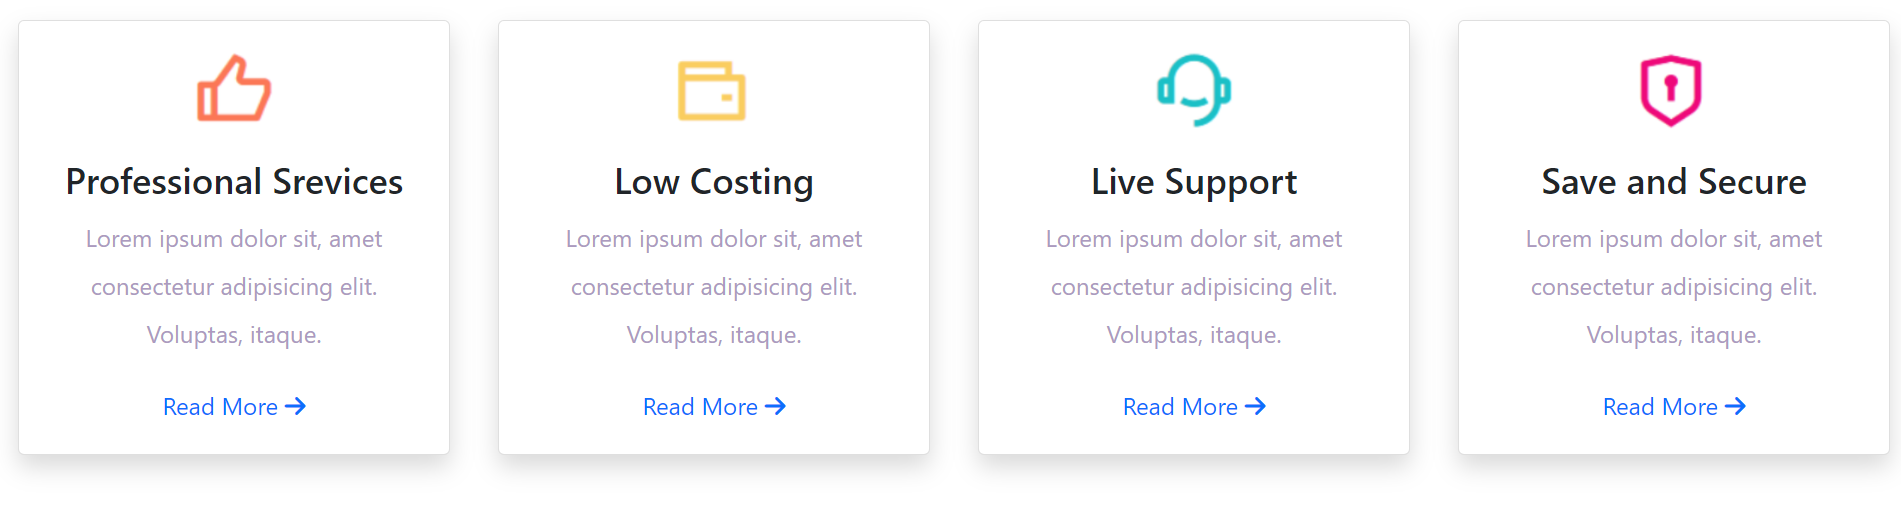 Professional Srevices
Lorem ipsum dolor sit, amet
consectetur adipisicing elit.
Voluptas, itaque.
Read More
Low Costing
Lorem ipsum dolor sit, amet
consectetur adipisicing elit.
Voluptas, itaque.
Read More
Live Support
Lorem ipsum dolor sit, amet
consectetur adipisicing elit.
Voluptas, itaque.
Read More
Save and Secure
Lorem ipsum dolor sit, amet
consectetur adipisicing elit.
Voluptas, itaque.
Read More